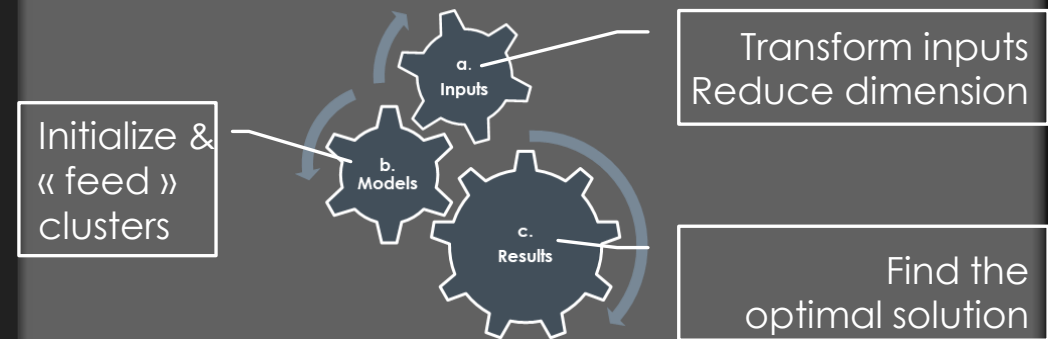 a.
Inputs
Transform inputs
Reduce dimension
Initialize &
« feed »
clusters
b.
Models
c.
Results
Find the
optimal solution